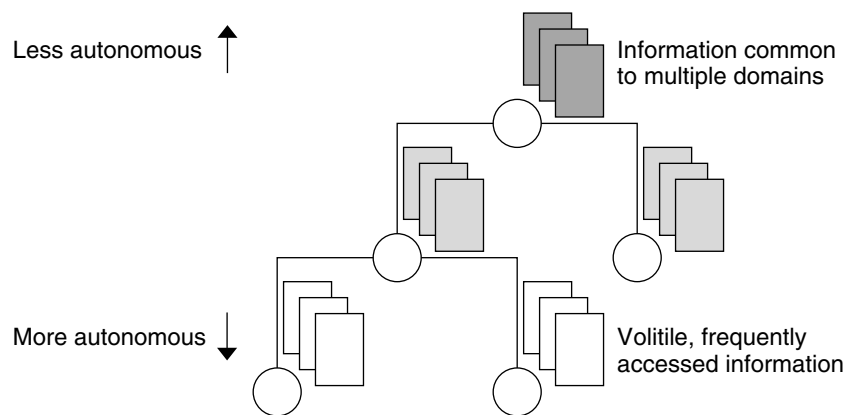 Less autonomous
Information common
to multiple domains
More autonomous
Volitile, frequently
accessed information